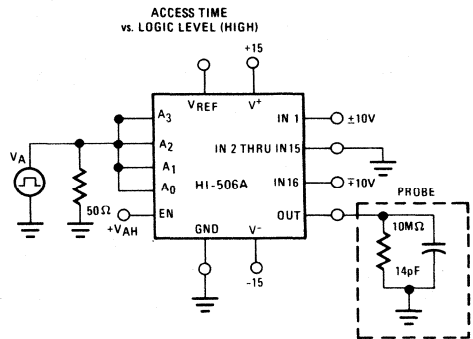 ACCESS TIME
vs. LOGIC LEVEL (HIGH)
+15
VREF
V+
A3
A2
A1
A0
EN
VA
50Ω
+VAH
HI-506A
IN 1
±10V
IN 2 THRU IN15
IN16
∓10V
OUT
GND
V-
-15
PROBE
10MΩ
14pF